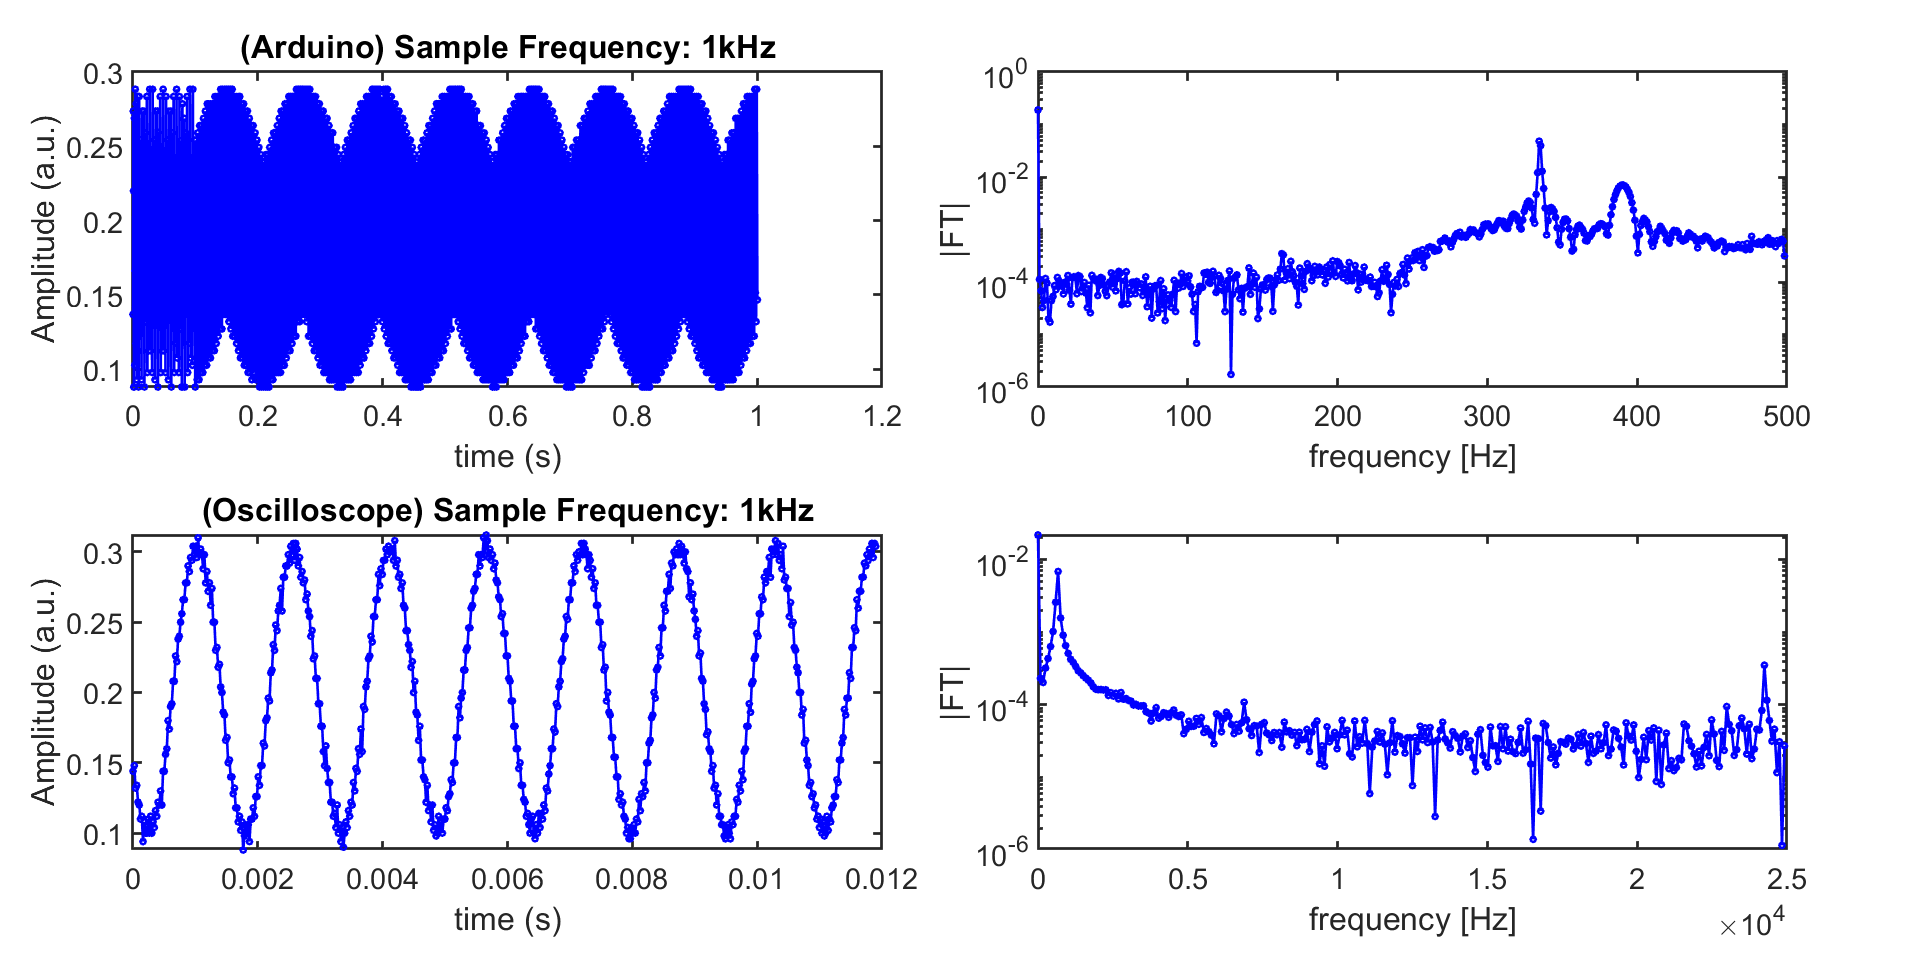 (Arduino) Sample Frequency: 1kHz
Amplitude (a.u.)
0.3
0.25
0.2
0.15
0.1
0 0.2 0.4 0.6 0.8 1 1.2
time (s)
|FT|
10^0
10^-2
10^-4
10^-6
0 100 200 300 400 500
frequency [Hz]
(Oscilloscope) Sample Frequency: 1kHz
Amplitude (a.u.)
0.3
0.25
0.2
0.15
0.1
0 0.002 0.004 0.006 0.008 0.01 0.012
time (s)
|FT|
10^-2
10^-4
10^-6
0 0.5 1 1.5 2 2.5
frequency [Hz]
×10^4